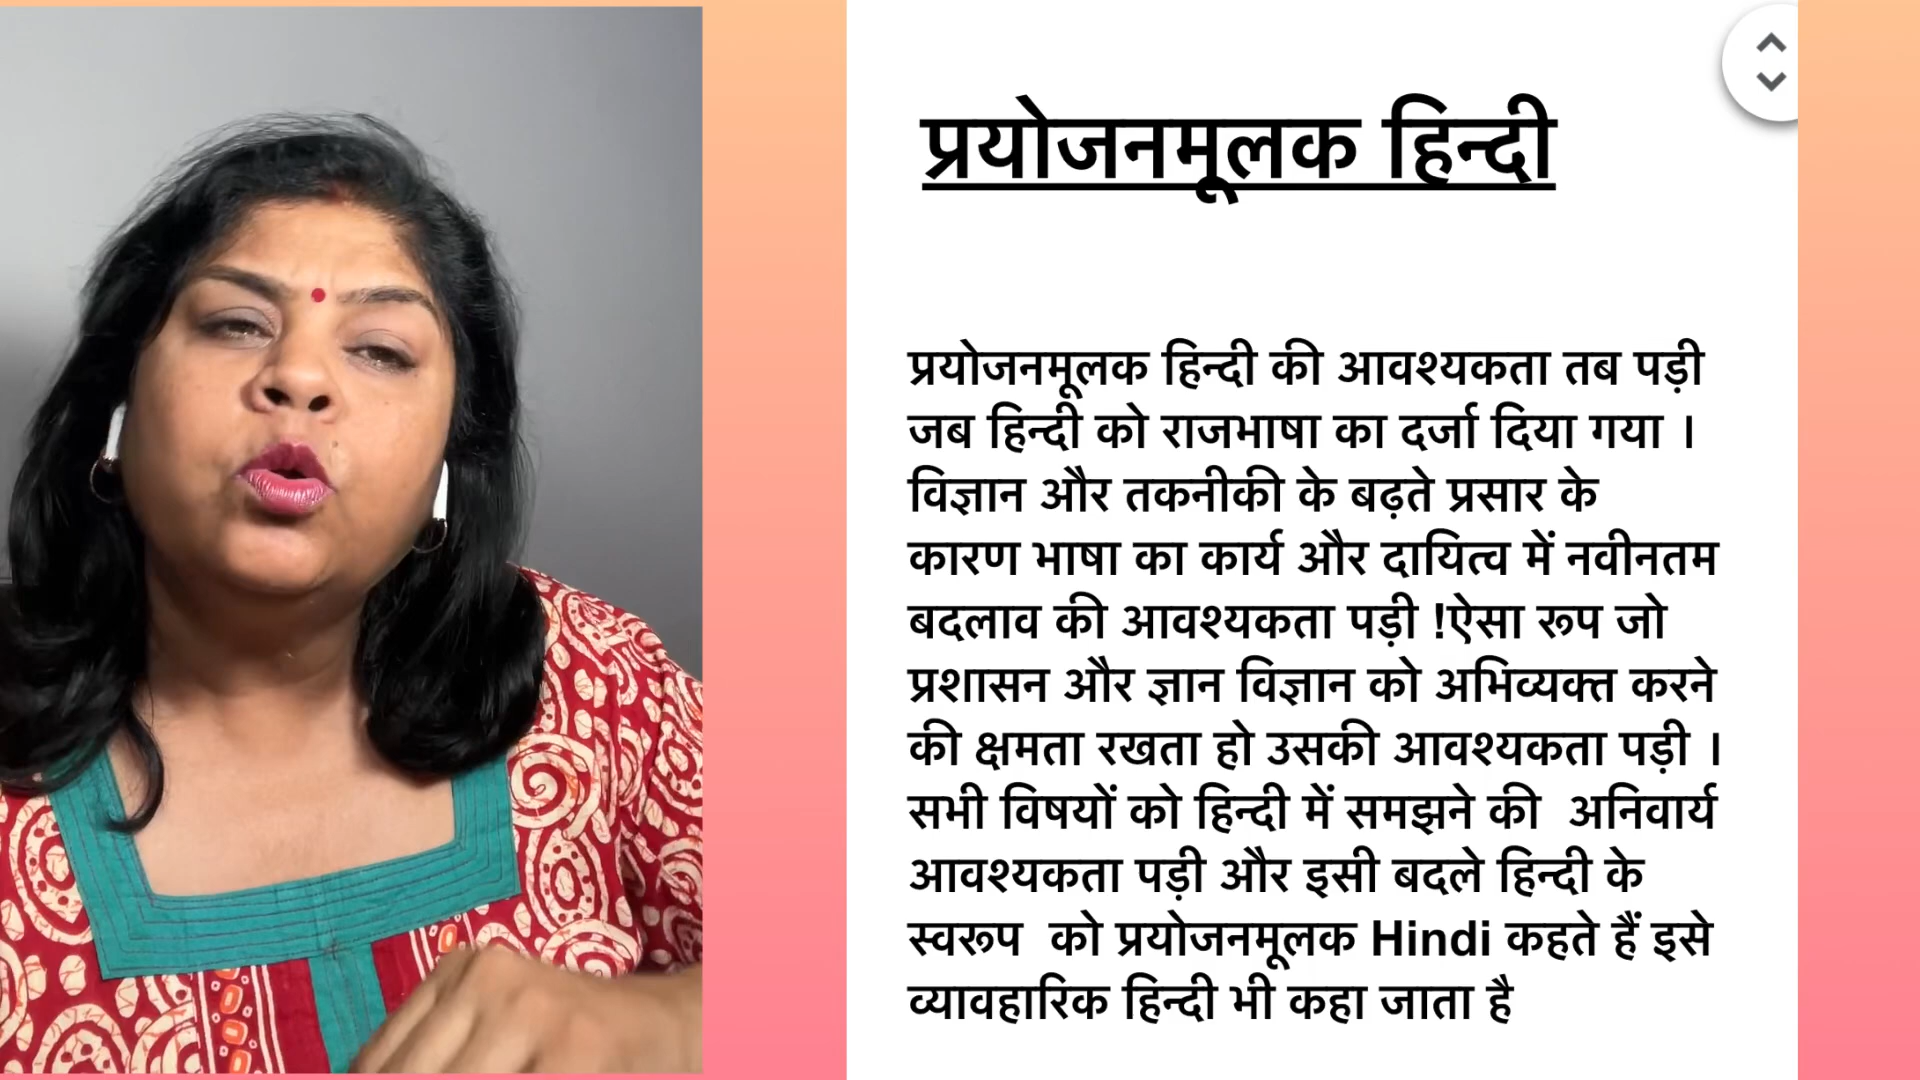 प्रयोजनमूलक हिन्दी
प्रयोजनमूलक हिन्दी की आवश्यकता तब पड़ी
जब हिन्दी को राजभाषा का दर्जा दिया गया ।
विज्ञान और तकनीकी के बढ़ते प्रसार के
कारण भाषा का कार्य और दायित्व में नवीनतम
बदलाव की आवश्यकता पड़ी !ऐसा रूप जो
प्रशासन और ज्ञान विज्ञान को अभिव्यक्त करने
की क्षमता रखता हो उसकी आवश्यकता पड़ी ।
सभी विषयों को हिन्दी में समझने की  अनिवार्य
आवश्यकता पड़ी और इसी बदले हिन्दी के
स्वरूप  को प्रयोजनमूलक Hindi कहते हैं इसे
व्यावहारिक हिन्दी भी कहा जाता है